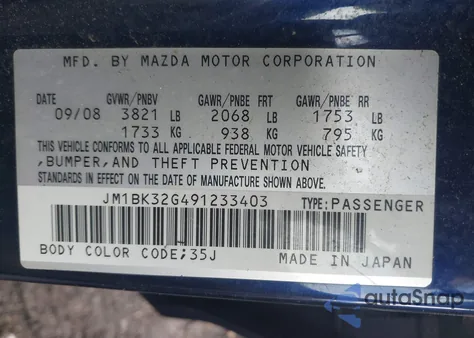 MFD. BY MAZDA MOTOR CORPORATION
DATE GVWR/PNBV GAWR/PNBE FRT GAWR/PNBE RR
09/08 3821 LB 2068 LB 1753 LB
1733 KG 938 KG 795 KG
THIS VEHICLE CONFORMS TO ALL APPLICABLE FEDERAL MOTOR VEHICLE SAFETY
,BUMPER,AND THEFT PREVENTION
STANDARDS IN EFFECT ON THE DATE OF MANUFACTURE SHOWN ABOVE.
JM1BK32G491233403 TYPE:PASSENGER
BODY COLOR CODE;35J MADE IN JAPAN
autoSnap